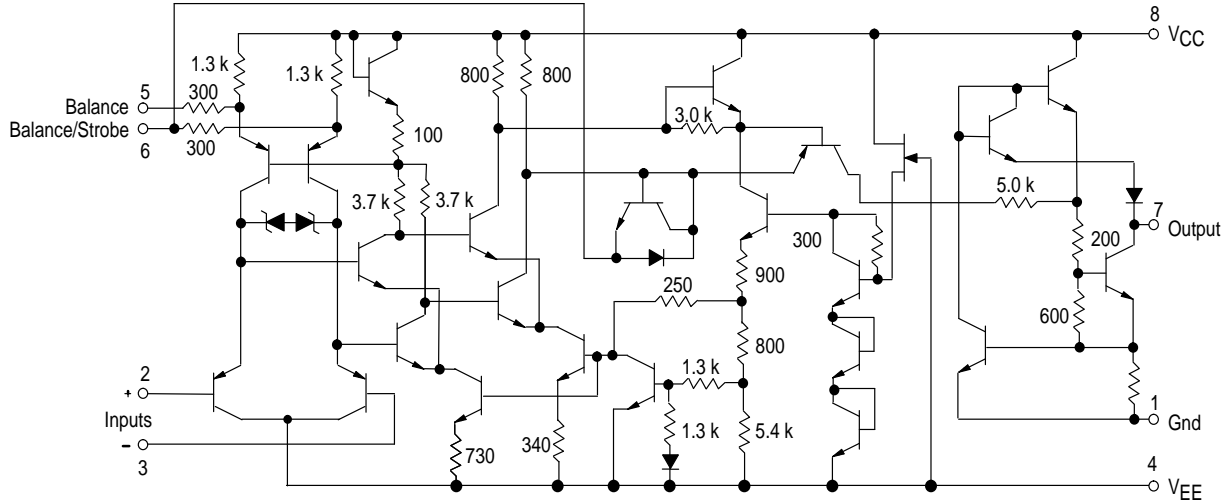 8
VCC
1.3 k
1.3 k
800
800
5
Balance
300
3.0 k
Balance/Strobe
6
300
100
3.7 k
3.7 k
5.0 k
7
Output
300
200
900
250
600
800
2
+
1.3 k
Inputs
1
Gnd
–
3
730
340
1.3 k
5.4 k
4
VEE